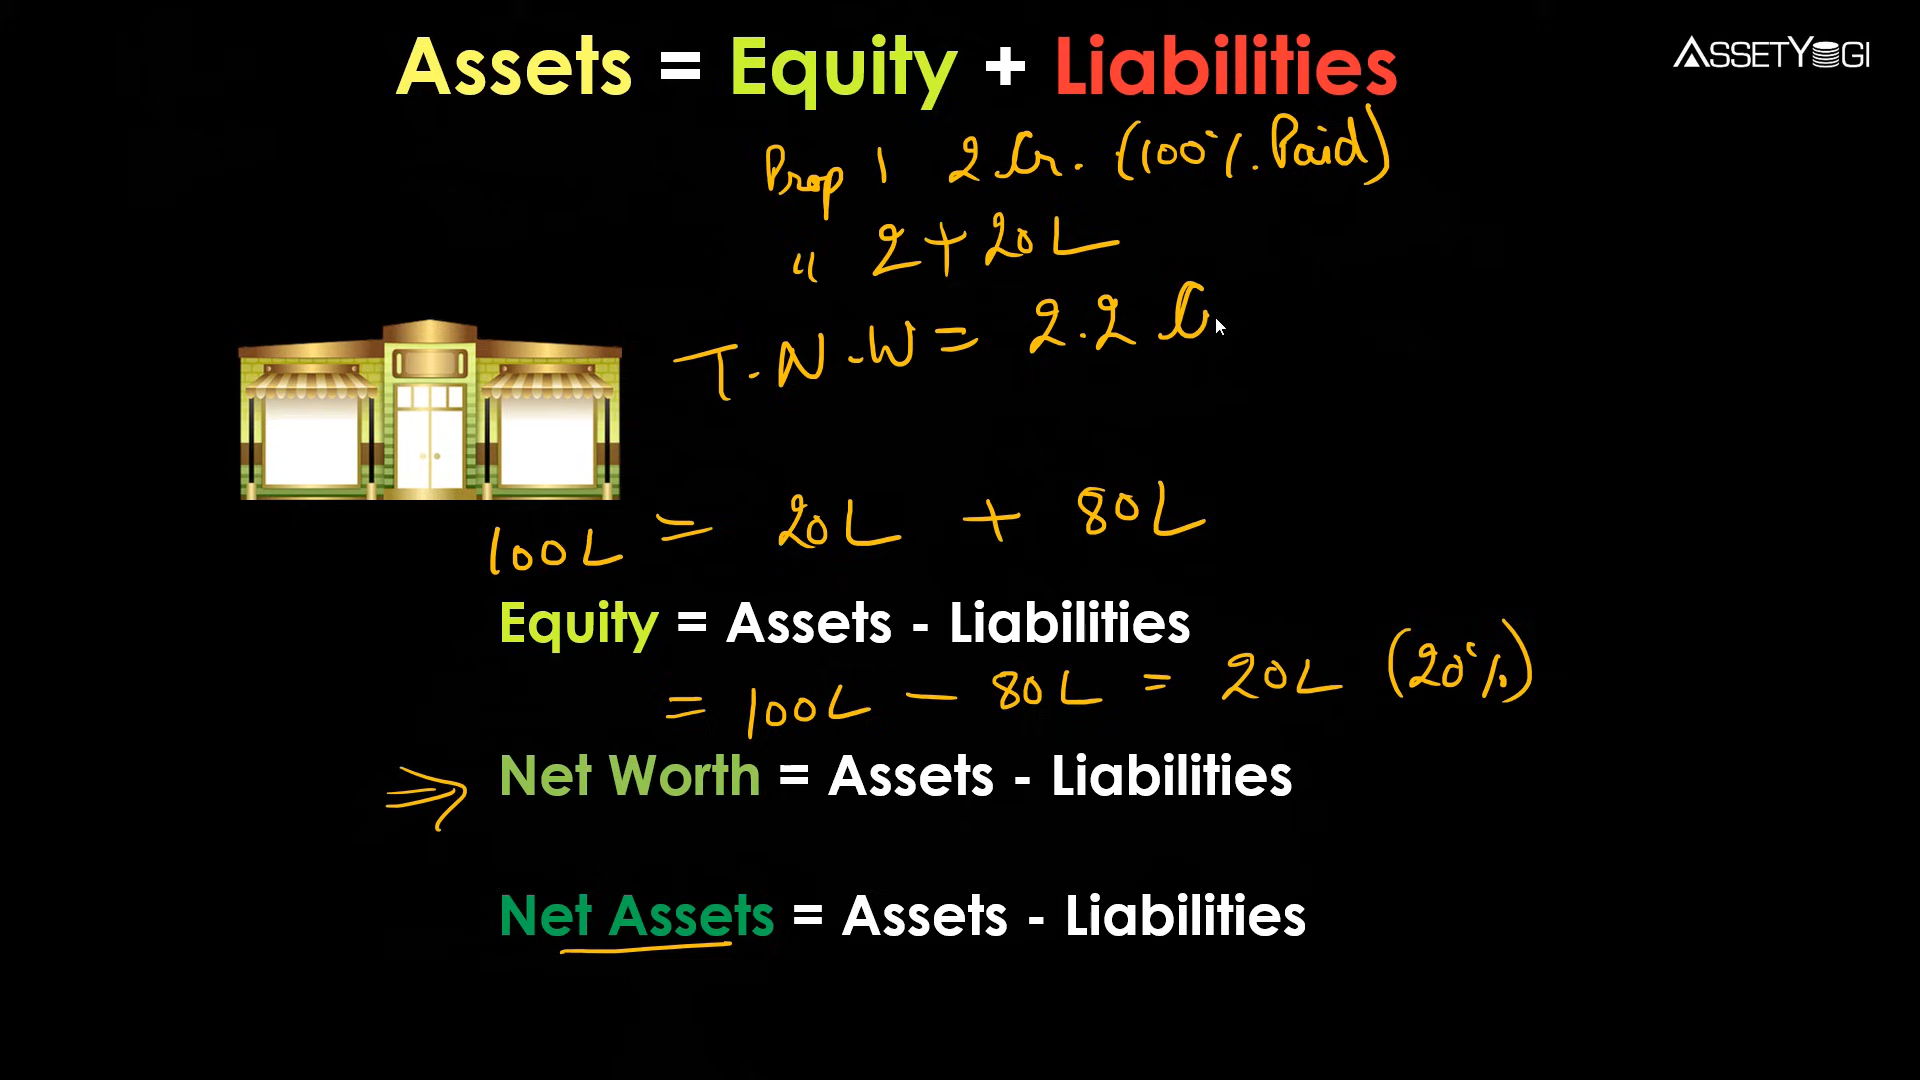 Assets = Equity + Liabilities
ASSETYOGI
Prop 1 2 Cr. (100%. Paid)
" 2 + 20 L
T.N.W = 2.2 Cr
100L = 20L + 80L
Equity = Assets - Liabilities
= 100L - 80L = 20L (20%)
Net Worth = Assets - Liabilities
Net Assets = Assets - Liabilities